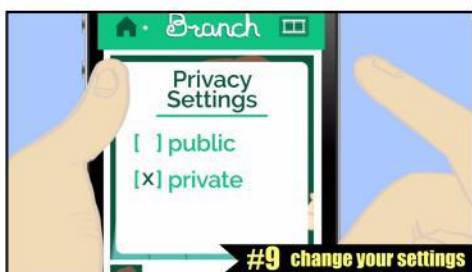 Branch
Privacy
Settings
[ ] public
[x] private
#9 change your settings